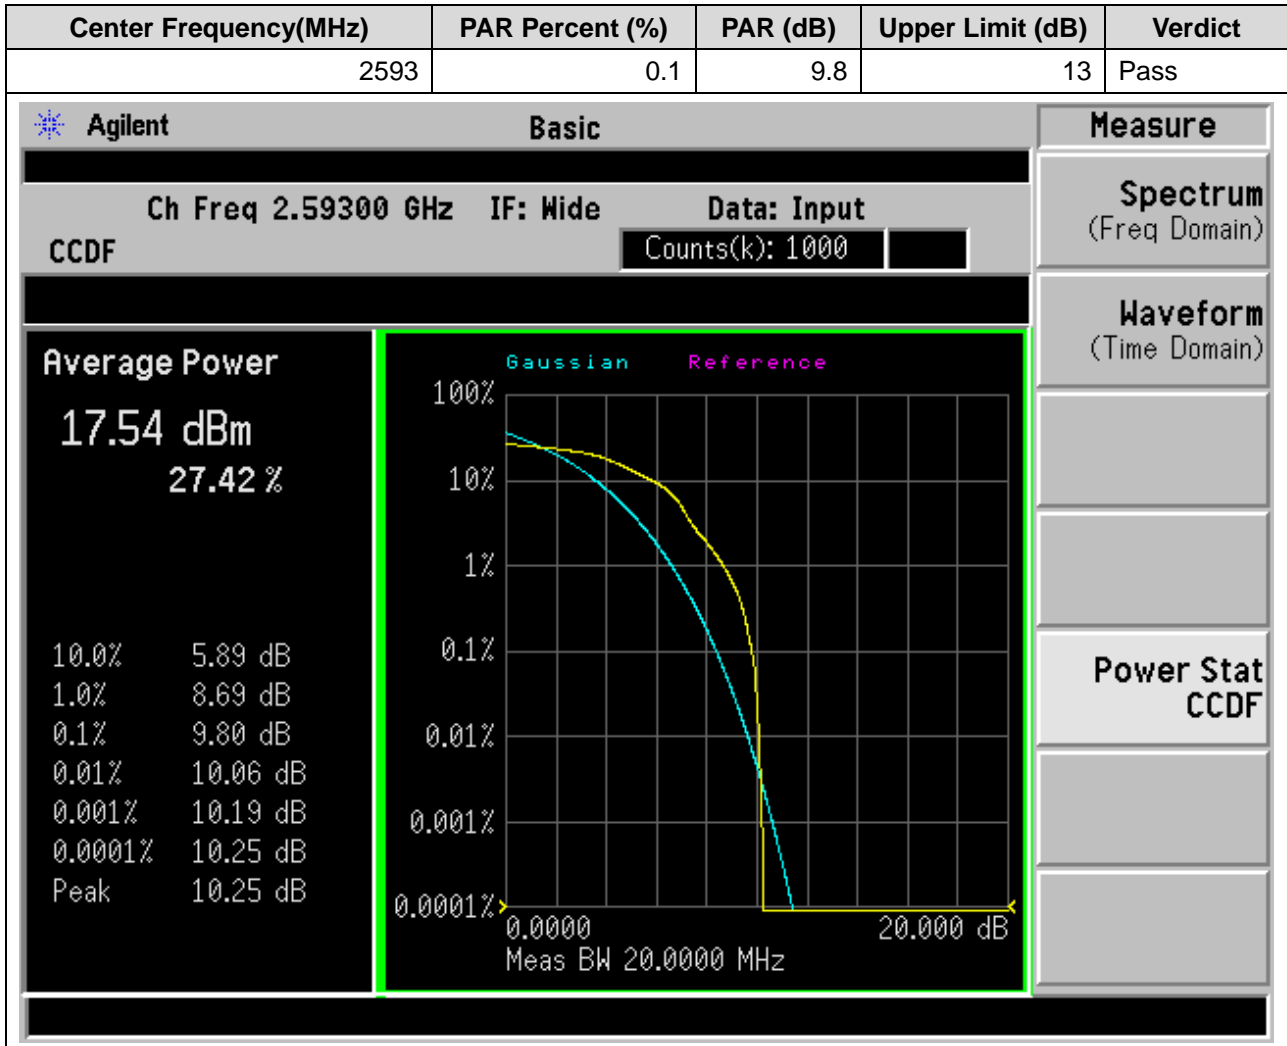 Center Frequency(MHz) PAR Percent (%) PAR (dB) Upper Limit (dB) Verdict
2593 0.1 9.8 13 Pass
Agilent Basic Measure
Ch Freq 2.59300 GHz IF: Wide Data: Input
CCDF Counts(k): 1000
Spectrum
(Freq Domain)
Waveform
(Time Domain)
Power Stat
CCDF
Average Power
17.54 dBm
27.42 %
10.0% 5.89 dB
1.0% 8.69 dB
0.1% 9.80 dB
0.01% 10.06 dB
0.001% 10.19 dB
0.0001% 10.25 dB
Peak 10.25 dB
Gaussian Reference
100%
10%
1%
0.1%
0.01%
0.001%
0.0001%
0.0000 20.000 dB
Meas BW 20.0000 MHz